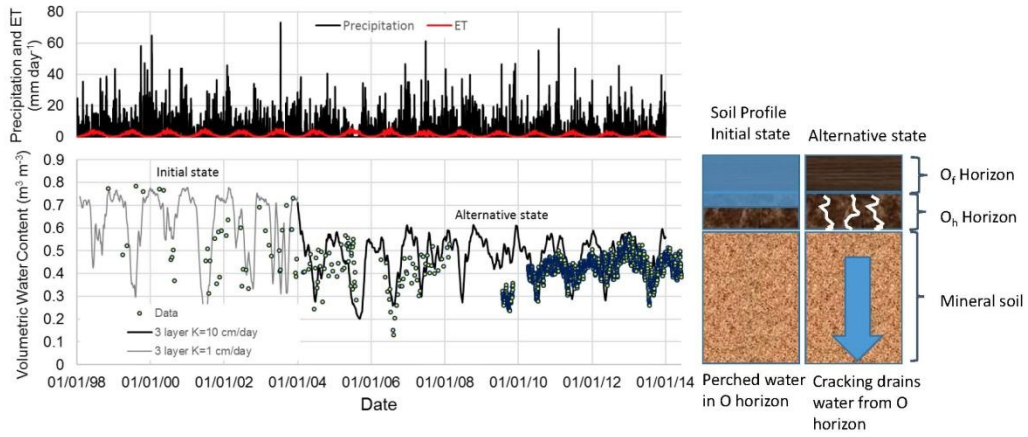 Precipitation and ET
(mm day⁻¹)
80
60
40
20
0
Precipitation
ET
Volumetric Water Content (m³ m⁻³)
0.9
0.8
0.7
0.6
0.5
0.4
0.3
0.2
0.1
0
Initial state
Alternative state
Data
3 layer K=10 cm/day
3 layer K=1 cm/day
01/01/98
01/01/00
01/01/02
01/01/04
01/01/06
01/01/08
01/01/10
01/01/12
01/01/14
Date
Soil Profile
Initial state
Alternative state
O_f Horizon
O_h Horizon
Mineral soil
Perched water
in O horizon
Cracking drains
water from O
horizon